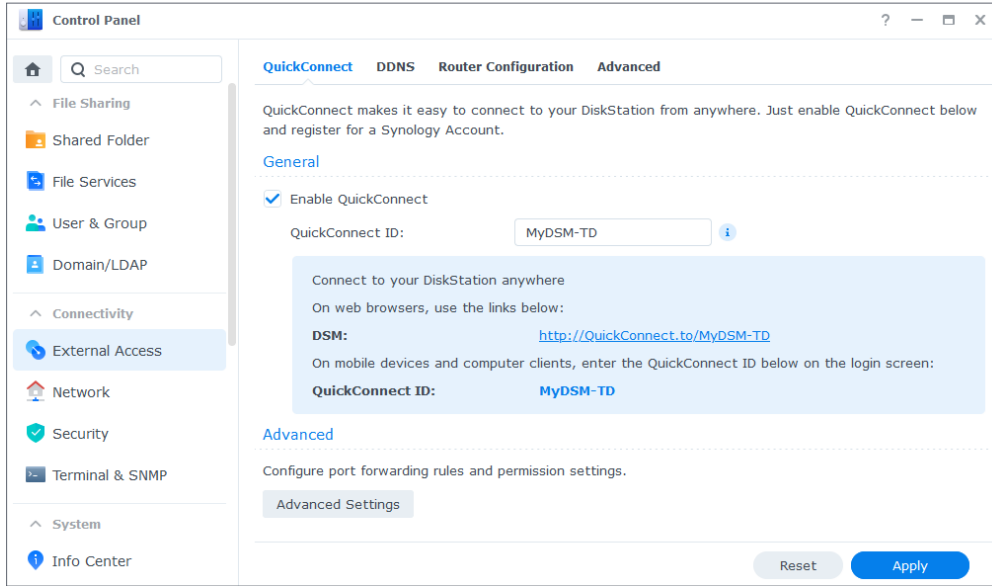 Control Panel
?
Search
File Sharing
Shared Folder
File Services
User & Group
Domain/LDAP
Connectivity
External Access
Network
Security
Terminal & SNMP
System
Info Center
QuickConnect DDNS Router Configuration Advanced
QuickConnect makes it easy to connect to your DiskStation from anywhere. Just enable QuickConnect below
and register for a Synology Account.
General
Enable QuickConnect
QuickConnect ID: MyDSM-TD
Connect to your DiskStation anywhere
On web browsers, use the links below:
DSM: http://QuickConnect.to/MyDSM-TD
On mobile devices and computer clients, enter the QuickConnect ID below on the login screen:
QuickConnect ID: MyDSM-TD
Advanced
Configure port forwarding rules and permission settings.
Advanced Settings
Reset Apply